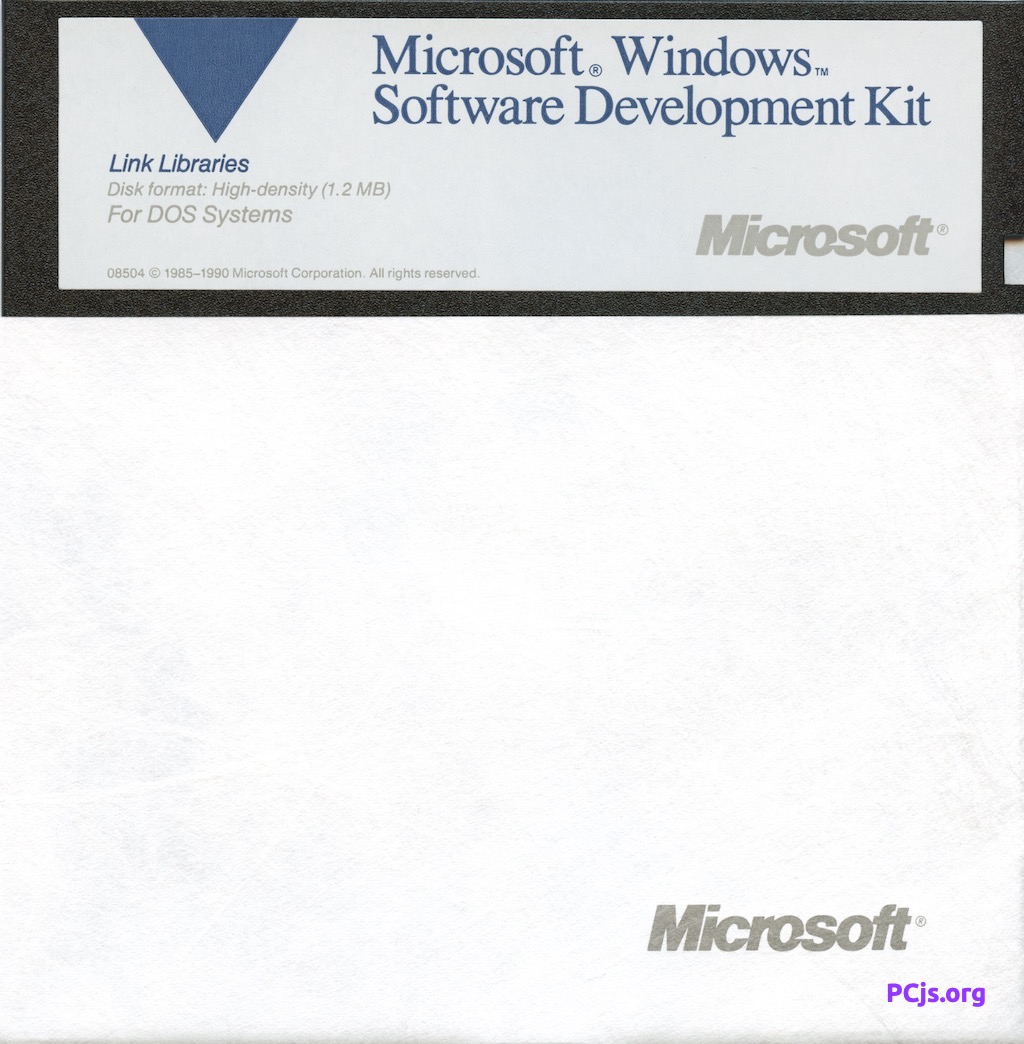 Microsoft® Windows™
Software Development Kit
Link Libraries
Disk format: High-density (1.2 MB)
For DOS Systems
Microsoft®
08504 © 1985–1990 Microsoft Corporation. All rights reserved.
Microsoft®
PCjs.org